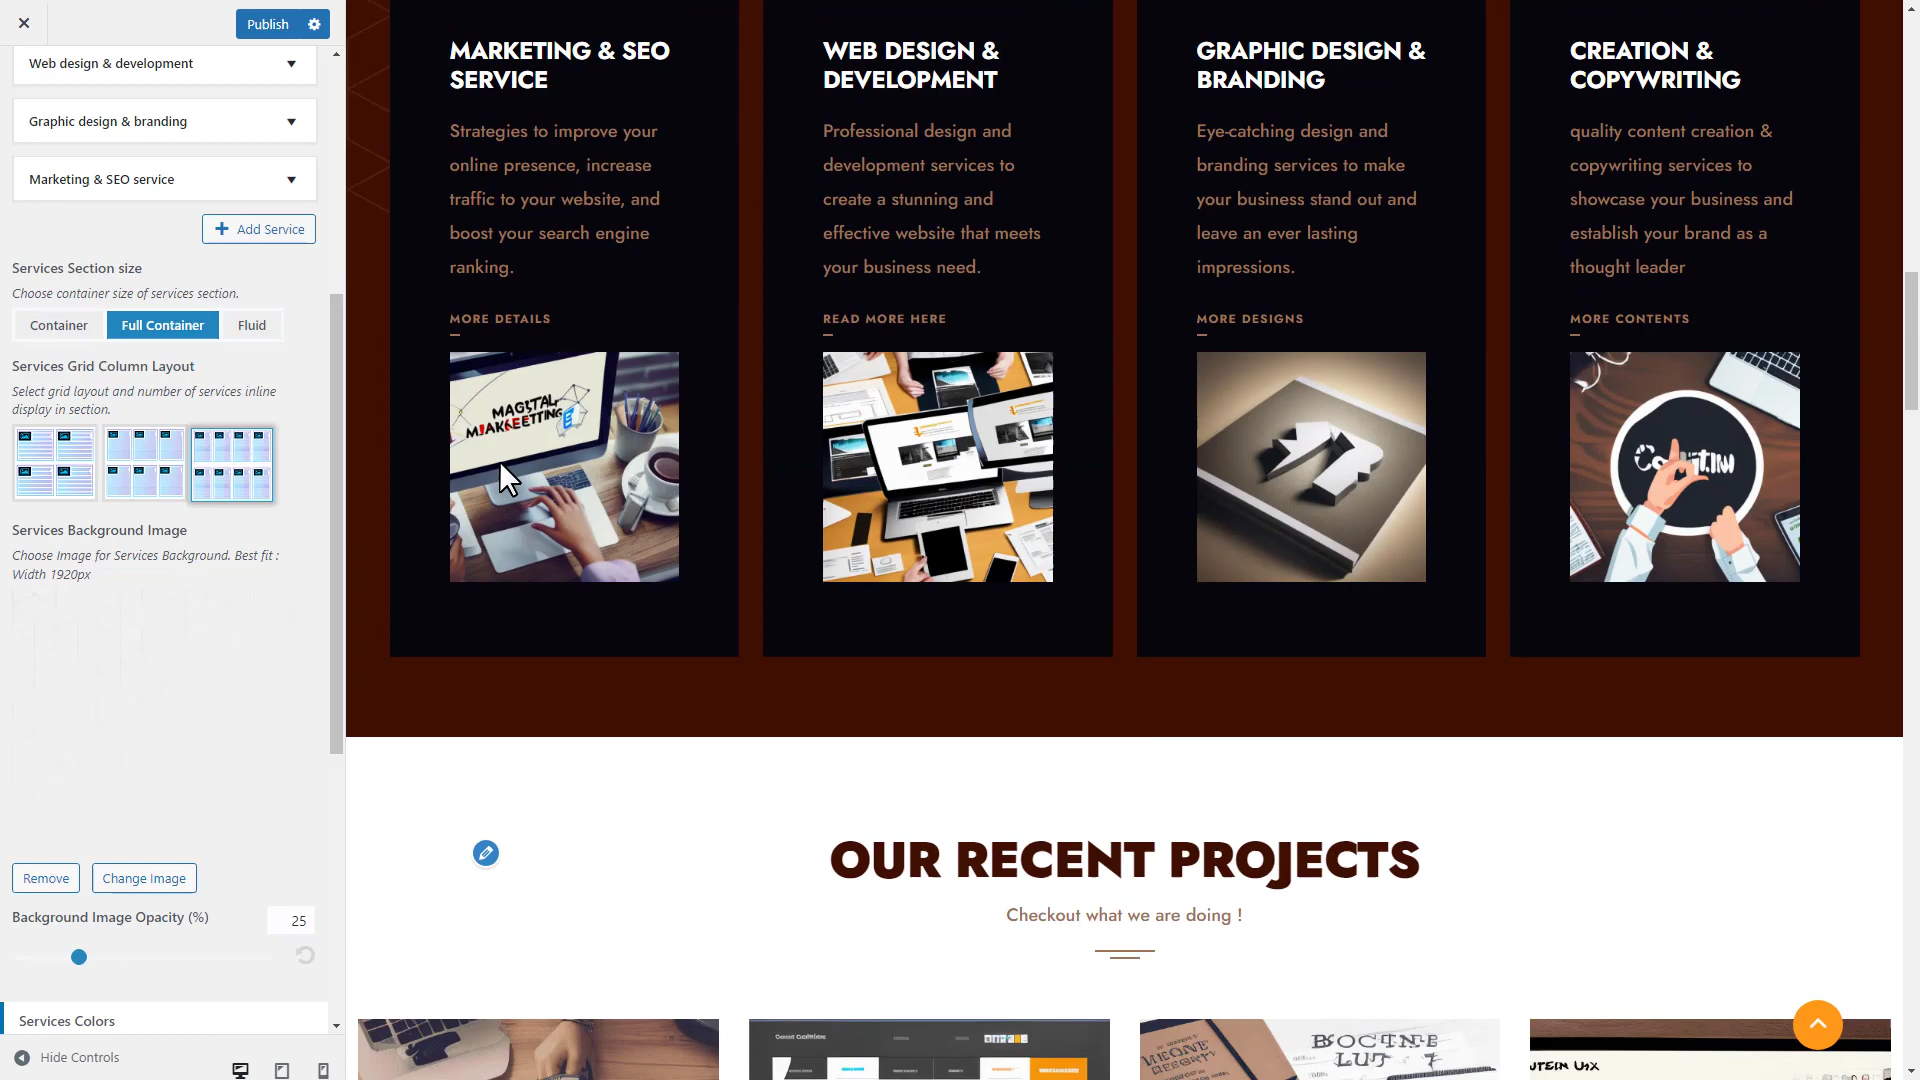 Publish
Web design & development
Graphic design & branding
Marketing & SEO service
Add Service
Services Section size
Choose container size of services section.
Container
Full Container
Fluid
Services Grid Column Layout
Select grid layout and number of services inline
display in section.
Services Background Image
Choose Image for Services Background. Best fit :
Width 1920px
Remove
Change Image
Background Image Opacity (%)
25
Services Colors
Hide Controls
MARKETING & SEO
SERVICE
Strategies to improve your
online presence, increase
traffic to your website, and
boost your search engine
ranking.
MORE DETAILS
WEB DESIGN &
DEVELOPMENT
Professional design and
development services to
create a stunning and
effective website that meets
your business need.
READ MORE HERE
GRAPHIC DESIGN &
BRANDING
Eye-catching design and
branding services to make
your business stand out and
leave an ever lasting
impressions.
MORE DESIGNS
CREATION &
COPYWRITING
quality content creation &
copywriting services to
showcase your business and
establish your brand as a
thought leader
MORE CONTENTS
OUR RECENT PROJECTS
Checkout what we are doing !